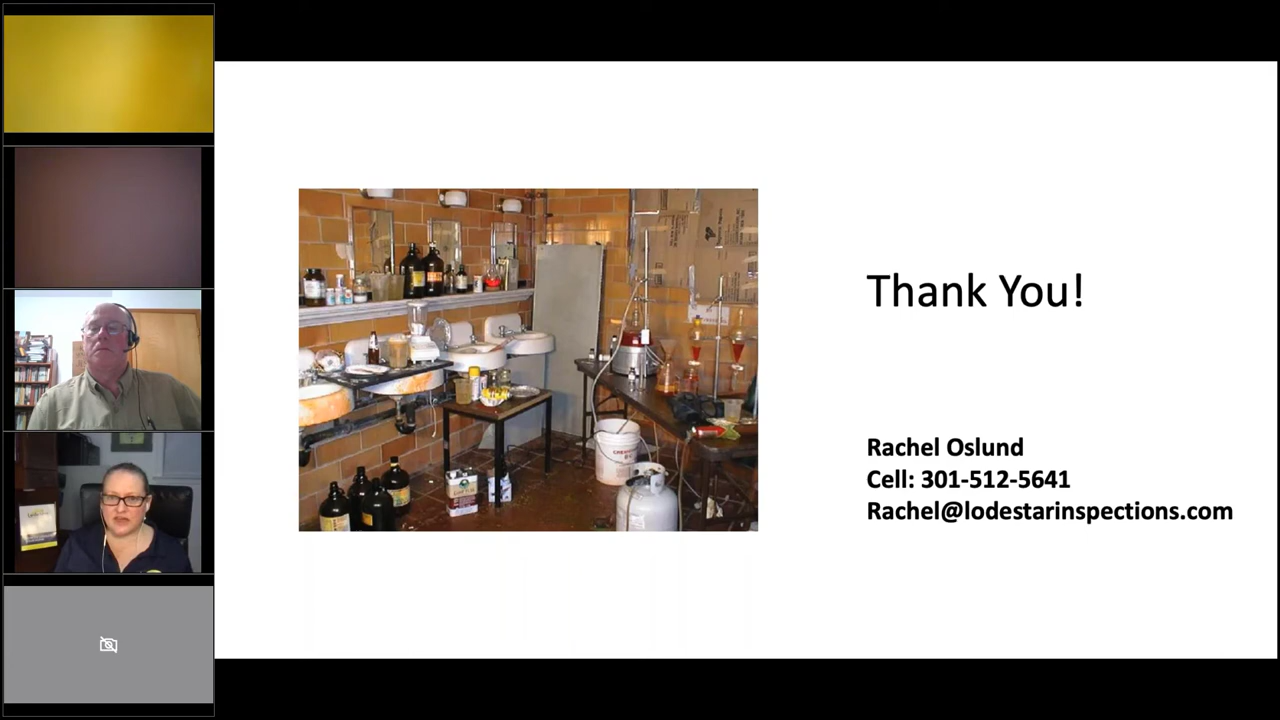 Thank You!
Rachel Oslund
Cell: 301-512-5641
Rachel@lodestarinspections.com